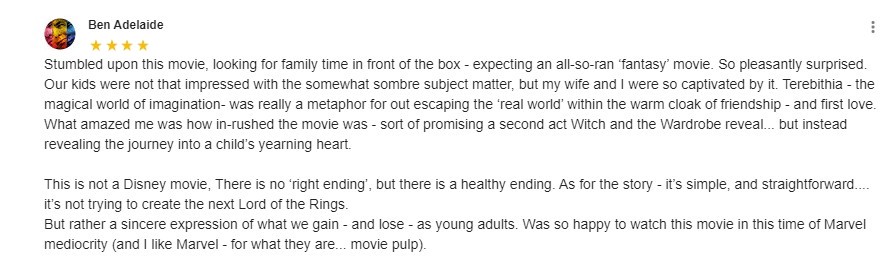 Ben Adelaide
Stumbled upon this movie, looking for family time in front of the box - expecting an all-so-ran ‘fantasy’ movie. So pleasantly surprised.
Our kids were not that impressed with the somewhat sombre subject matter, but my wife and I were so captivated by it. Terebithia - the
magical world of imagination- was really a metaphor for out escaping the ‘real world’ within the warm cloak of friendship - and first love.
What amazed me was how in-rushed the movie was - sort of promising a second act Witch and the Wardrobe reveal... but instead
revealing the journey into a child’s yearning heart.
This is not a Disney movie, There is no ‘right ending’, but there is a healthy ending. As for the story - it’s simple, and straightforward....
it’s not trying to create the next Lord of the Rings.
But rather a sincere expression of what we gain - and lose - as young adults. Was so happy to watch this movie in this time of Marvel
mediocrity (and I like Marvel - for what they are... movie pulp).